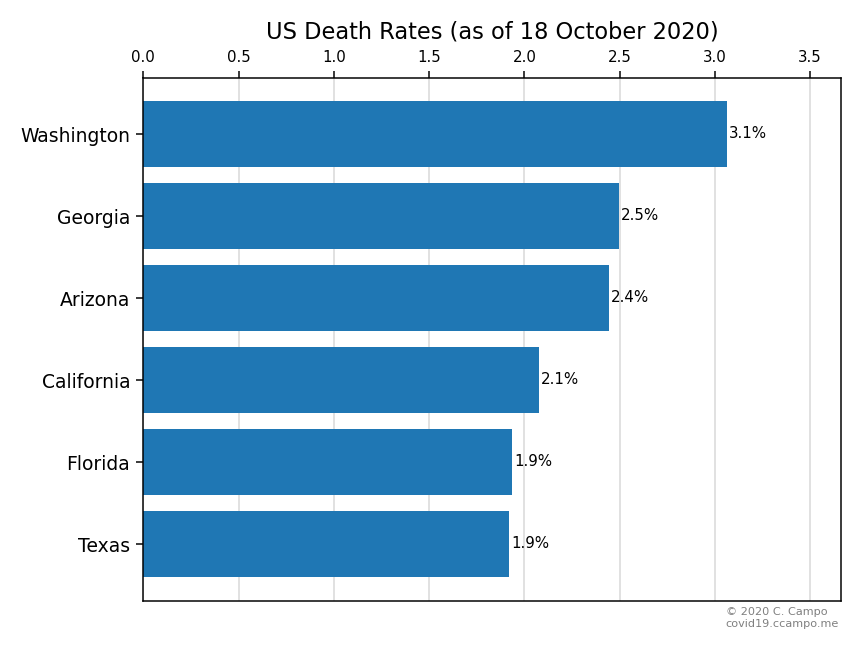 US Death Rates (as of 18 October 2020)
0.0 0.5 1.0 1.5 2.0 2.5 3.0 3.5
Washington 3.1%
Georgia 2.5%
Arizona 2.4%
California 2.1%
Florida 1.9%
Texas 1.9%
© 2020 C. Campo
covid19.ccampo.me